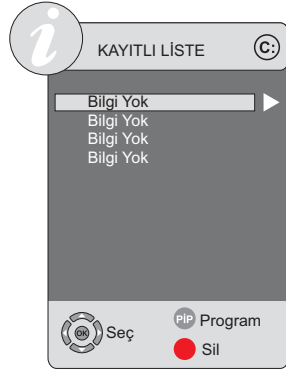 i
KAYITLI LİSTE
C:
Bilgi Yok
Bilgi Yok
Bilgi Yok
Bilgi Yok
OK Seç
PİP Program
Sil